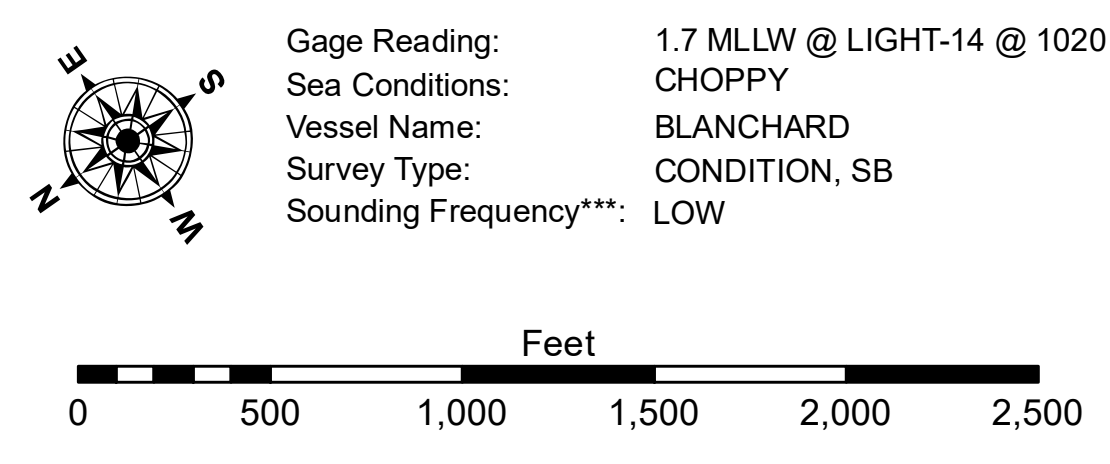 E
S
N
W
Gage Reading: 1.7 MLLW @ LIGHT-14 @ 1020
Sea Conditions: CHOPPY
Vessel Name: BLANCHARD
Survey Type: CONDITION, SB
Sounding Frequency***: LOW
Feet
0 500 1,000 1,500 2,000 2,500